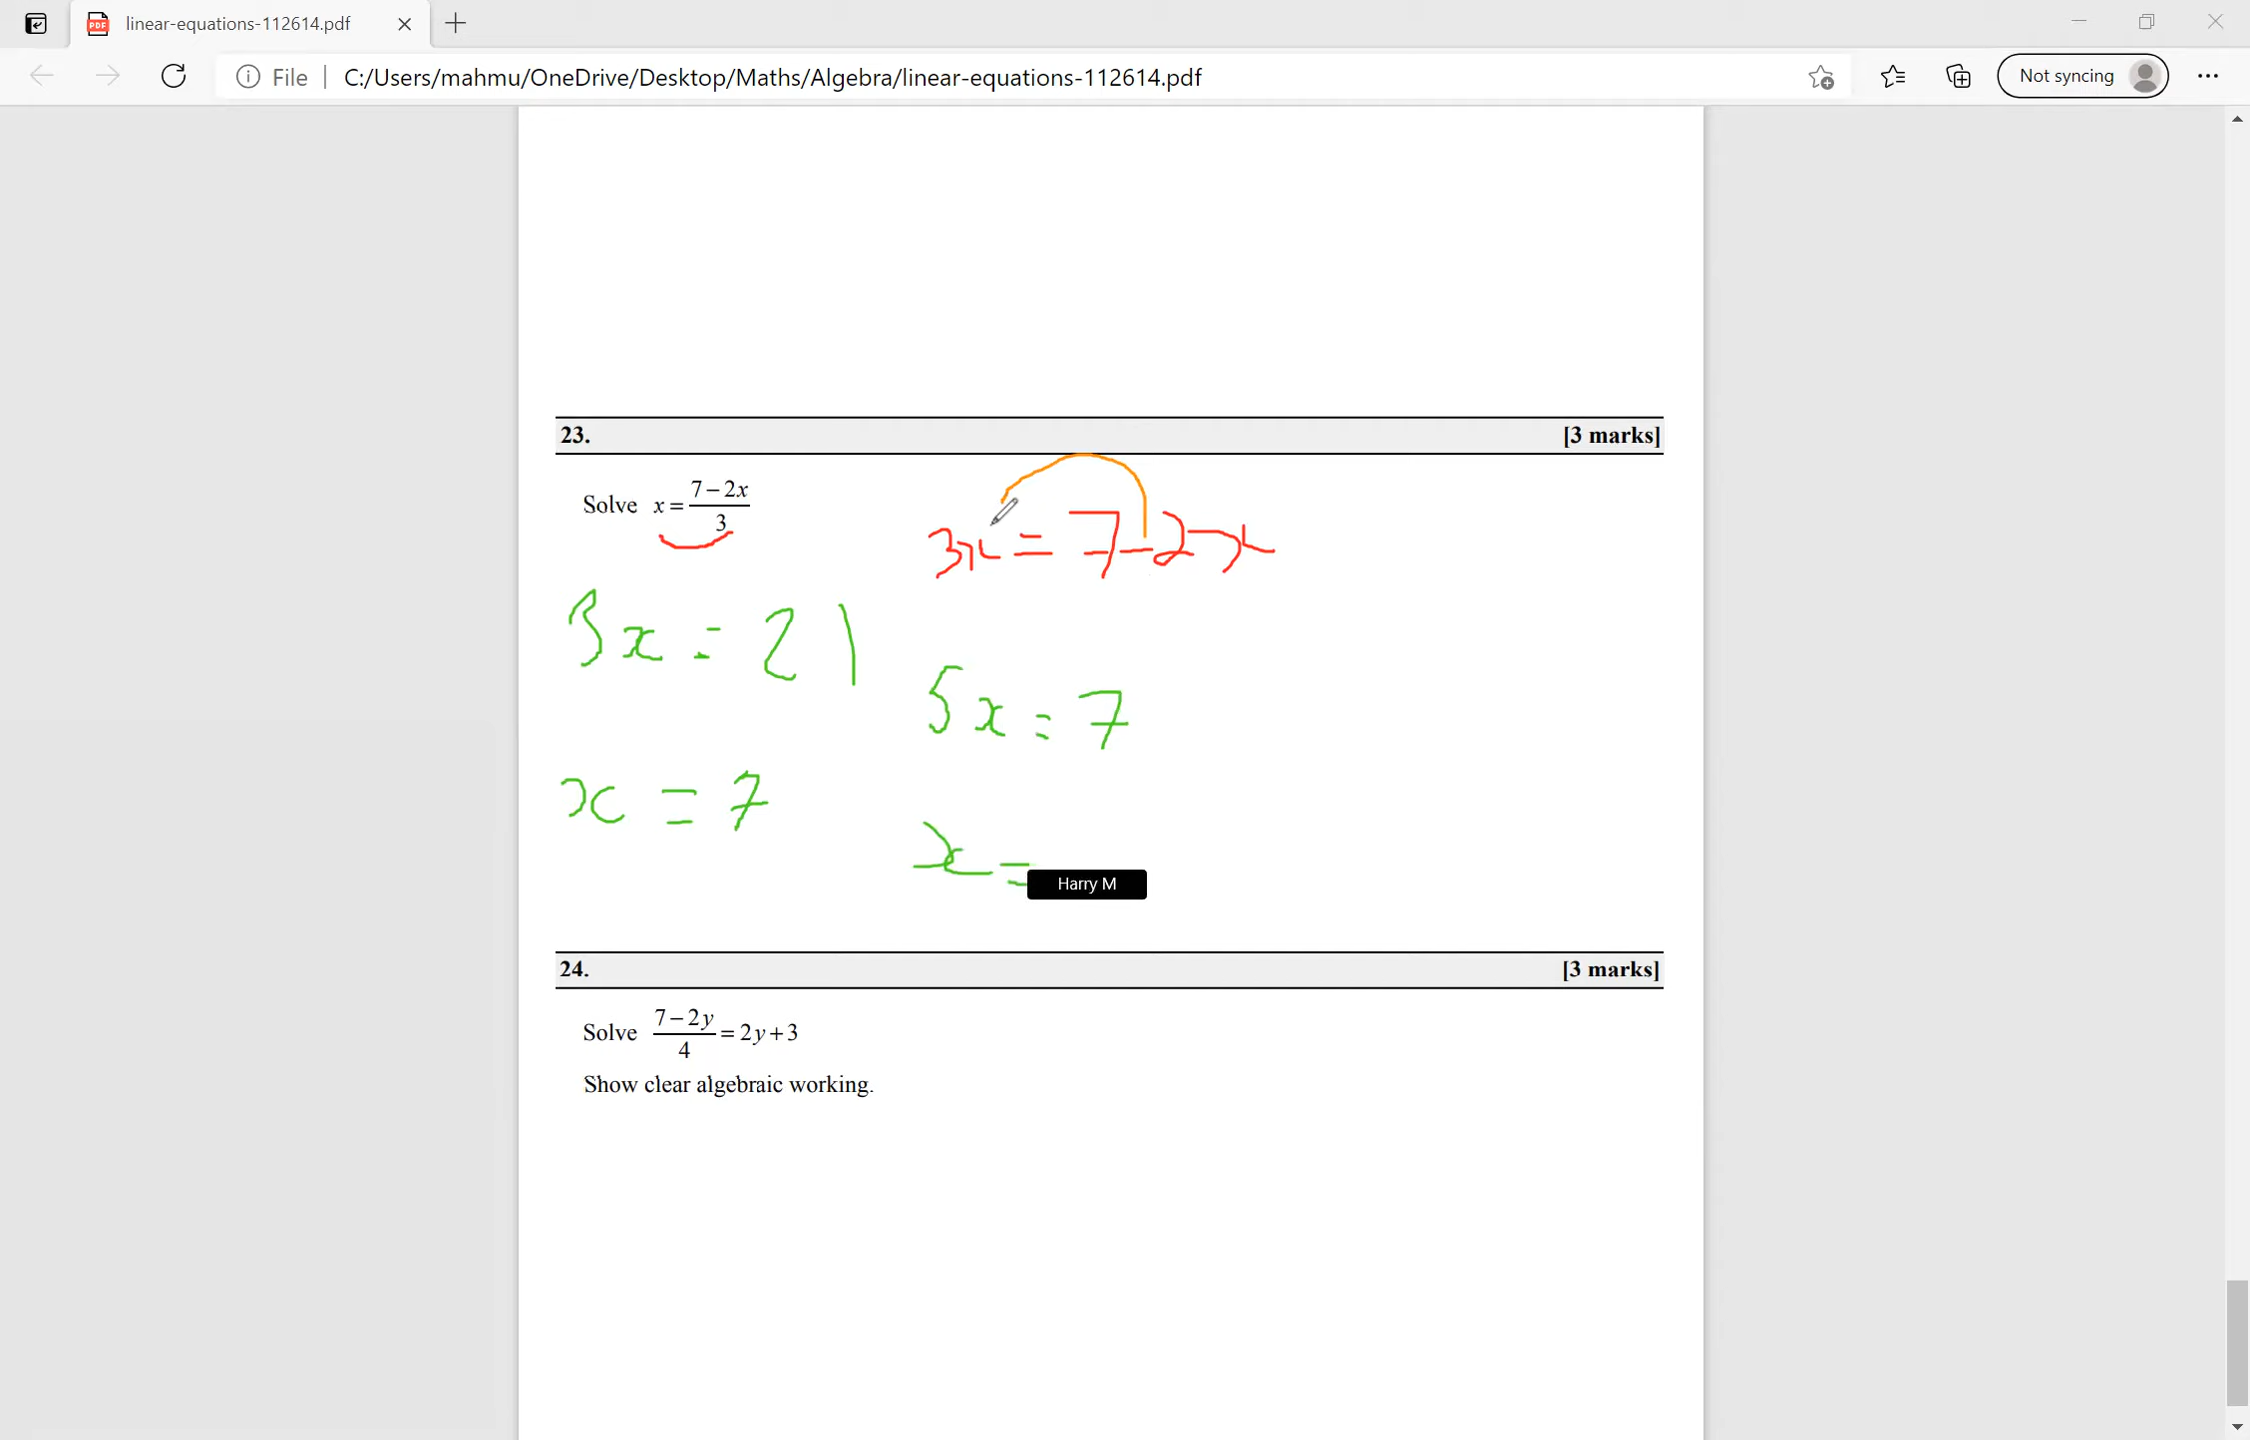 linear-equations-112614.pdf
File | C:/Users/mahmu/OneDrive/Desktop/Maths/Algebra/linear-equations-112614.pdf
Not syncing
23. [3 marks]
Solve x = (7 − 2x)/3
3x = 7 - 2x
3x = 21
5x = 7
x = 7
x =
Harry M
24. [3 marks]
Solve (7 − 2y)/4 = 2y + 3
Show clear algebraic working.